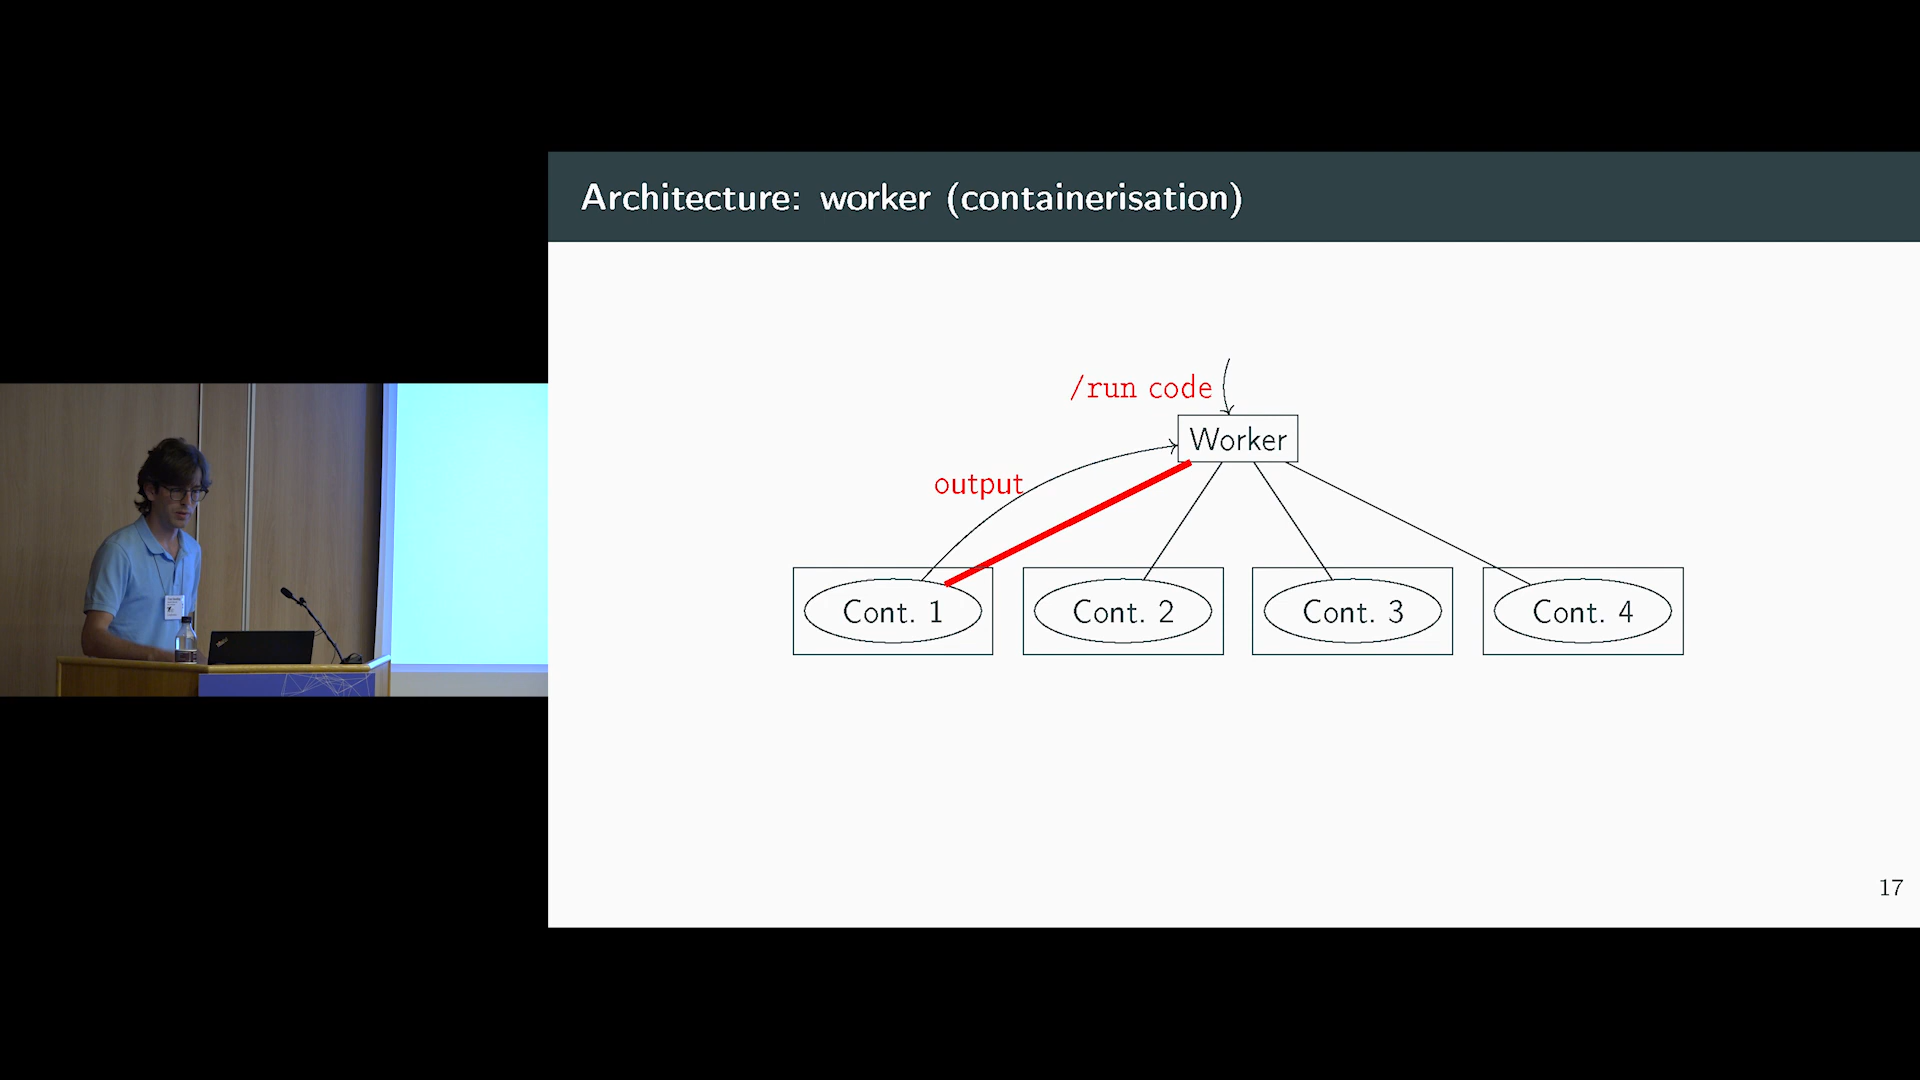 Architecture: worker (containerisation)
/run code
Worker
output
Cont. 1
Cont. 2
Cont. 3
Cont. 4
17